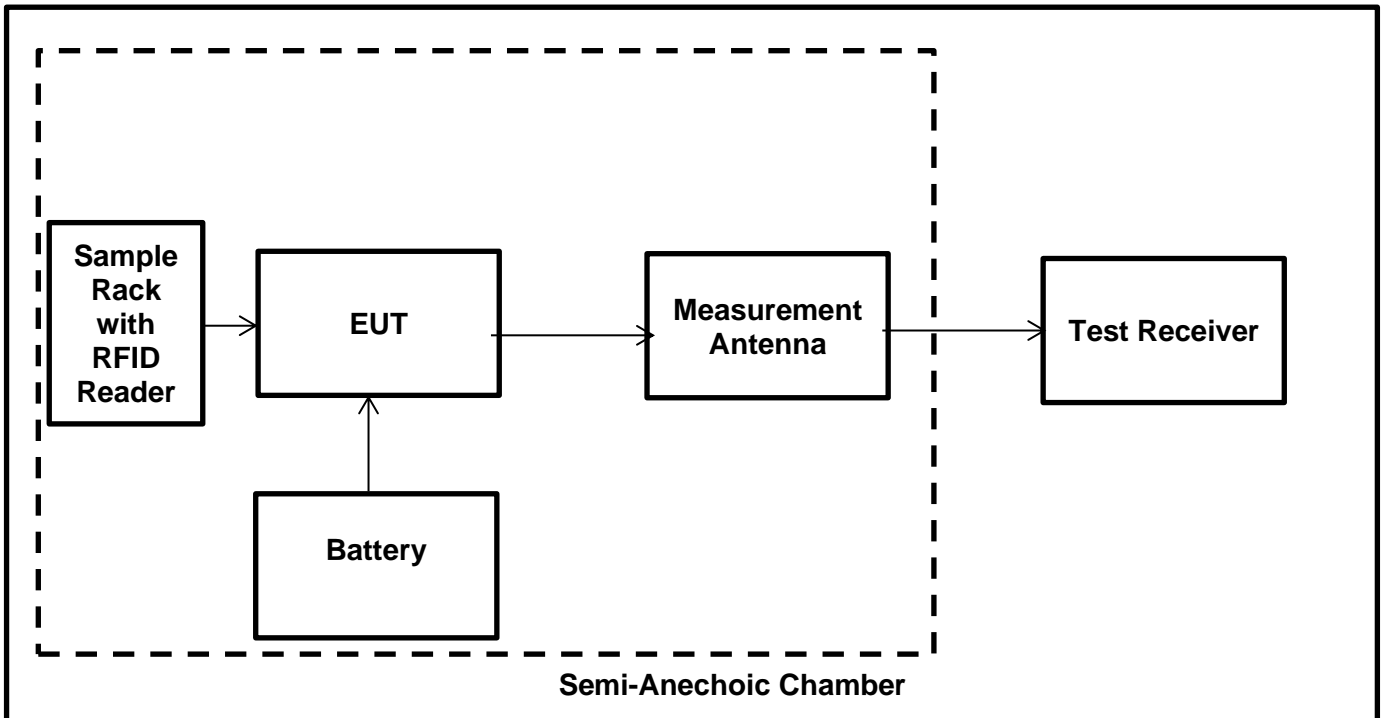 Sample
Rack
with
RFID
Reader
EUT
Measurement
Antenna
Test Receiver
Battery
Semi-Anechoic Chamber